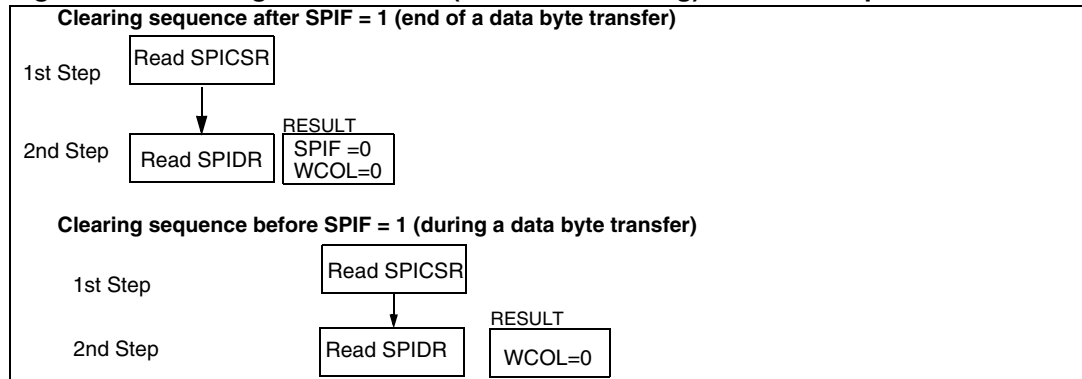 Clearing sequence after SPIF = 1 (end of a data byte transfer)
1st Step
Read SPICSR
2nd Step
Read SPIDR
RESULT
SPIF =0
WCOL=0
Clearing sequence before SPIF = 1 (during a data byte transfer)
1st Step
Read SPICSR
2nd Step
Read SPIDR
RESULT
WCOL=0